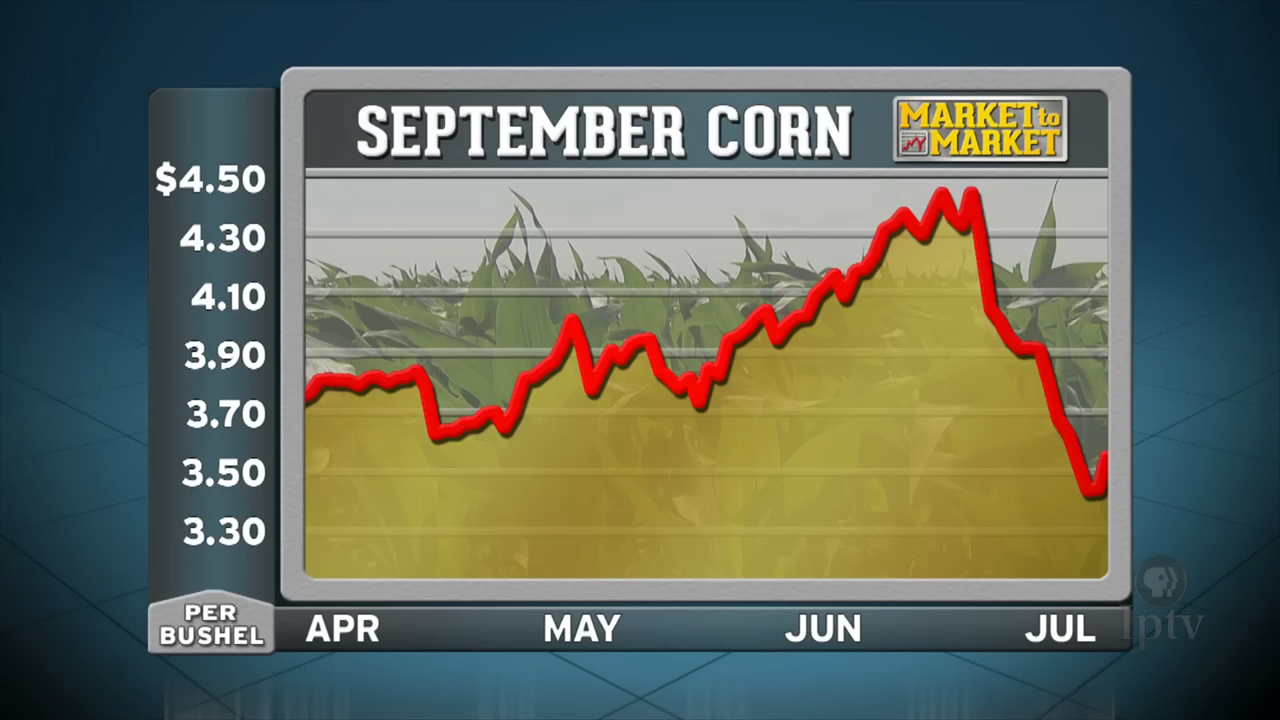 SEPTEMBER CORN
MARKET to
MARKET
$4.50
4.30
4.10
3.90
3.70
3.50
3.30
PER
BUSHEL
APR MAY JUN JUL
iptv